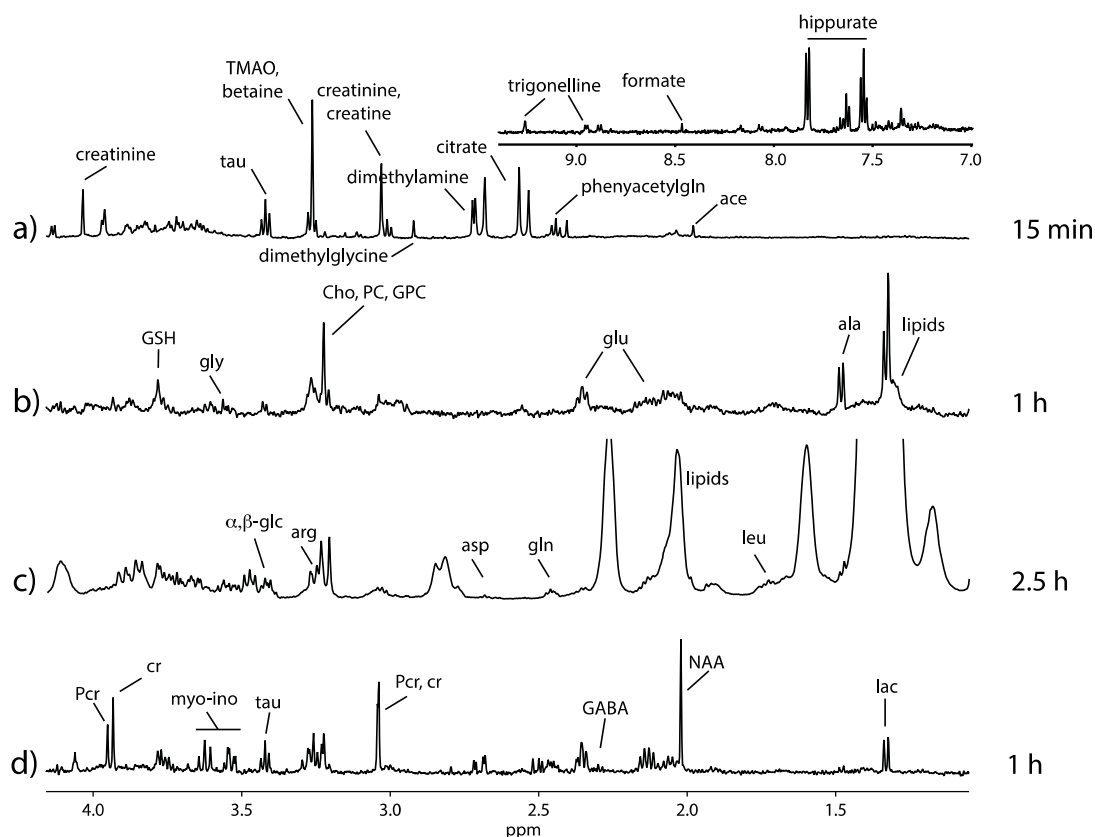 hippurate
TMAO,
betaine
creatinine,
creatine
trigonelline
formate
creatinine
tau
citrate
dimethylamine
phenyacetylgln
ace
dimethylglycine
9.0 8.5 8.0 7.5 7.0
a)
15 min
Cho, PC, GPC
GSH
gly
glu
ala
lipids
b)
1 h
α,β-glc
arg
asp
gln
lipids
leu
c)
2.5 h
Pcr
cr
myo-ino
tau
Pcr, cr
GABA
NAA
lac
d)
1 h
4.0 3.5 3.0 2.5 2.0 1.5
ppm